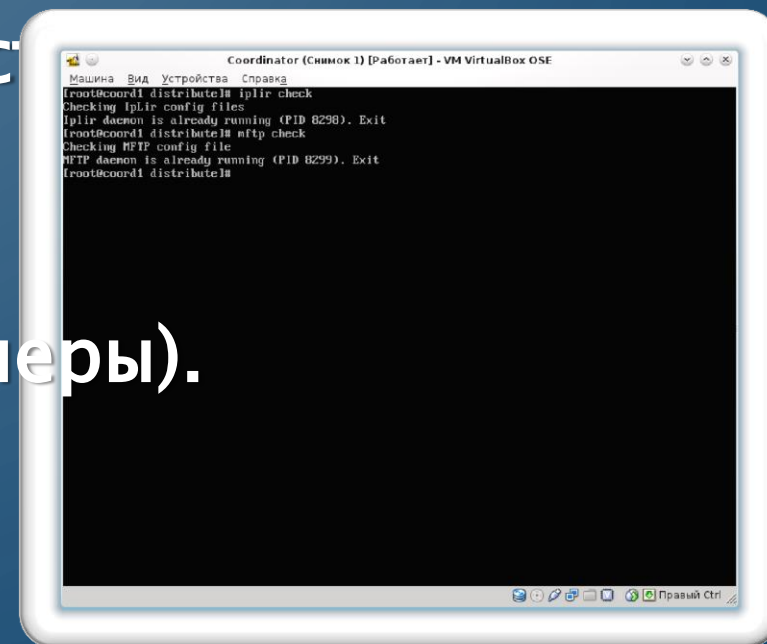 Coordinator (Снимок 1) [Работает] - VM VirtualBox OSE
Машина Вид Устройства Справка
[root@coord1 distribute]# iplir check
Checking IpLir config files
Iplir daemon is already running (PID 8298). Exit
[root@coord1 distribute]# mftp check
Checking MFTP config file
MFTP daemon is already running (PID 8299). Exit
[root@coord1 distribute]#
Правый Ctrl